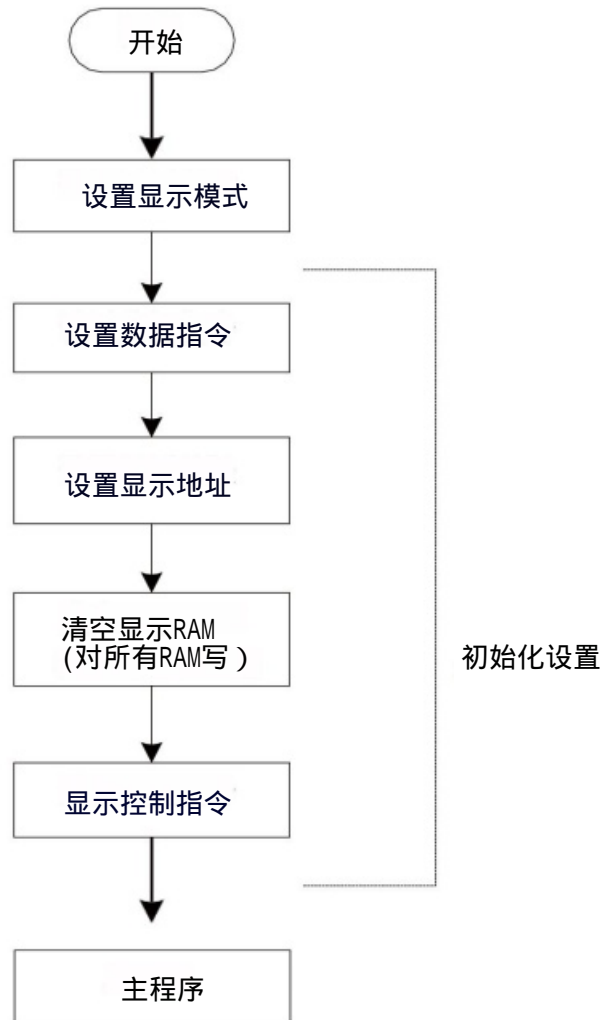 开始
设置显示模式
设置数据指令
设置显示地址
清空显示RAM
(对所有RAM写）
初始化设置
显示控制指令
主程序